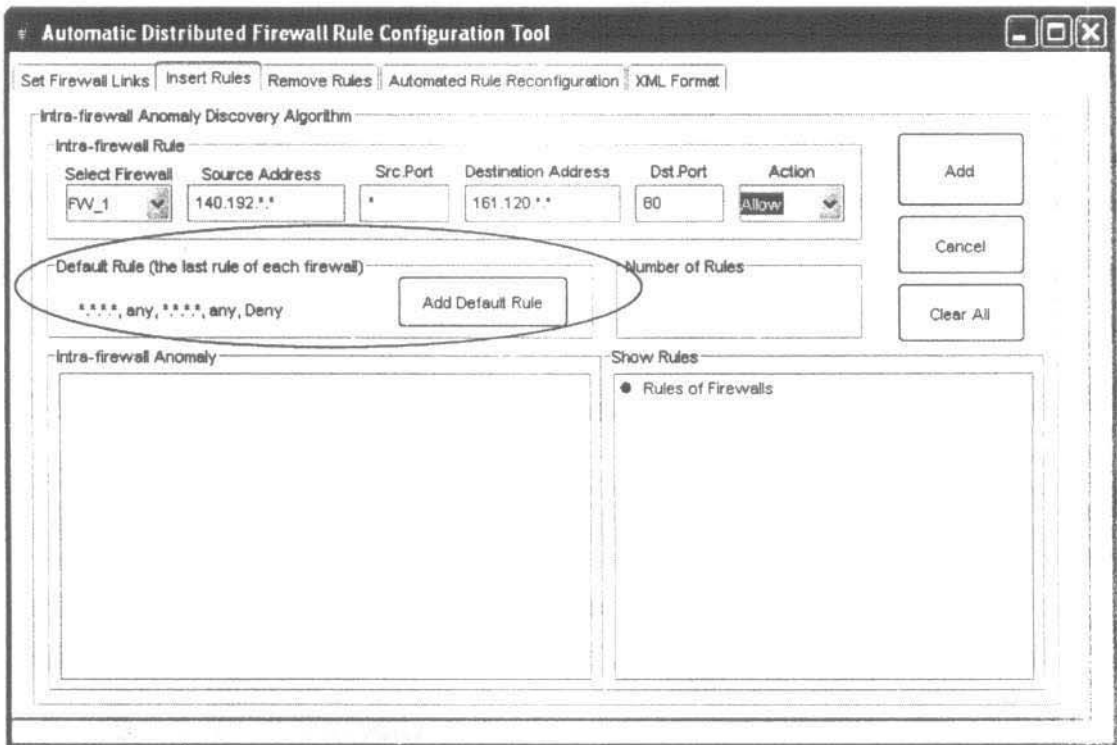 Automatic Distributed Firewall Rule Configuration Tool
Set Firewall Links Insert Rules Remove Rules Automated Rule Reconfiguration XML Format
Intra-firewall Anomaly Discovery Algorithm
Intra-firewall Rule
Select Firewall Source Address Src.Port Destination Address Dst.Port Action
FW_1 140.192.*.* * 161.120.*.* 80 Allow
Add
Cancel
Clear All
Default Rule (the last rule of each firewall)
*.*.*.*, any, *.*.*.*, any, Deny
Add Default Rule
Number of Rules
Intra-firewall Anomaly
Show Rules
Rules of Firewalls